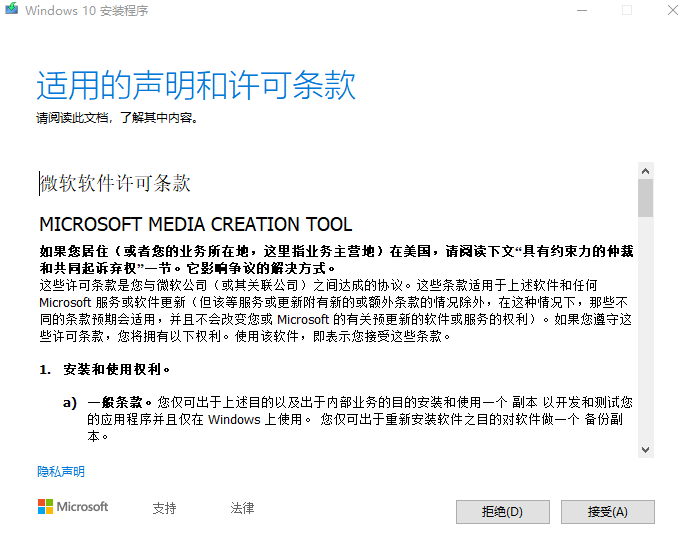 Windows 10 安装程序
适用的声明和许可条款
请阅读此文档，了解其中内容。
微软软件许可条款
MICROSOFT MEDIA CREATION TOOL
如果您居住（或者您的业务所在地，这里指业务主营地）在美国，请阅读下文“具有约束力的仲裁
和共同起诉弃权”一节。它影响争议的解决方式。
这些许可条款是您与微软公司（或其关联公司）之间达成的协议。这些条款适用于上述软件和任何
Microsoft 服务或软件更新（但该等服务或更新附有新的或额外条款的情况除外，在这种情况下，那些不
同的条款预期会适用，并且不会改变您或 Microsoft 的有关预更新的软件或服务的权利）。如果您遵守这
些许可条款，您将拥有以下权利。使用该软件，即表示您接受这些条款。
1. 安装和使用权利。
a) 一般条款。您仅可出于上述目的以及出于内部业务的目的安装和使用一个 副本 以开发和测试您
的应用程序并且仅在 Windows 上使用。 您仅可出于重新安装软件之目的对软件做一个 备份副
本。
隐私声明
Microsoft 支持 法律 拒绝(D) 接受(A)